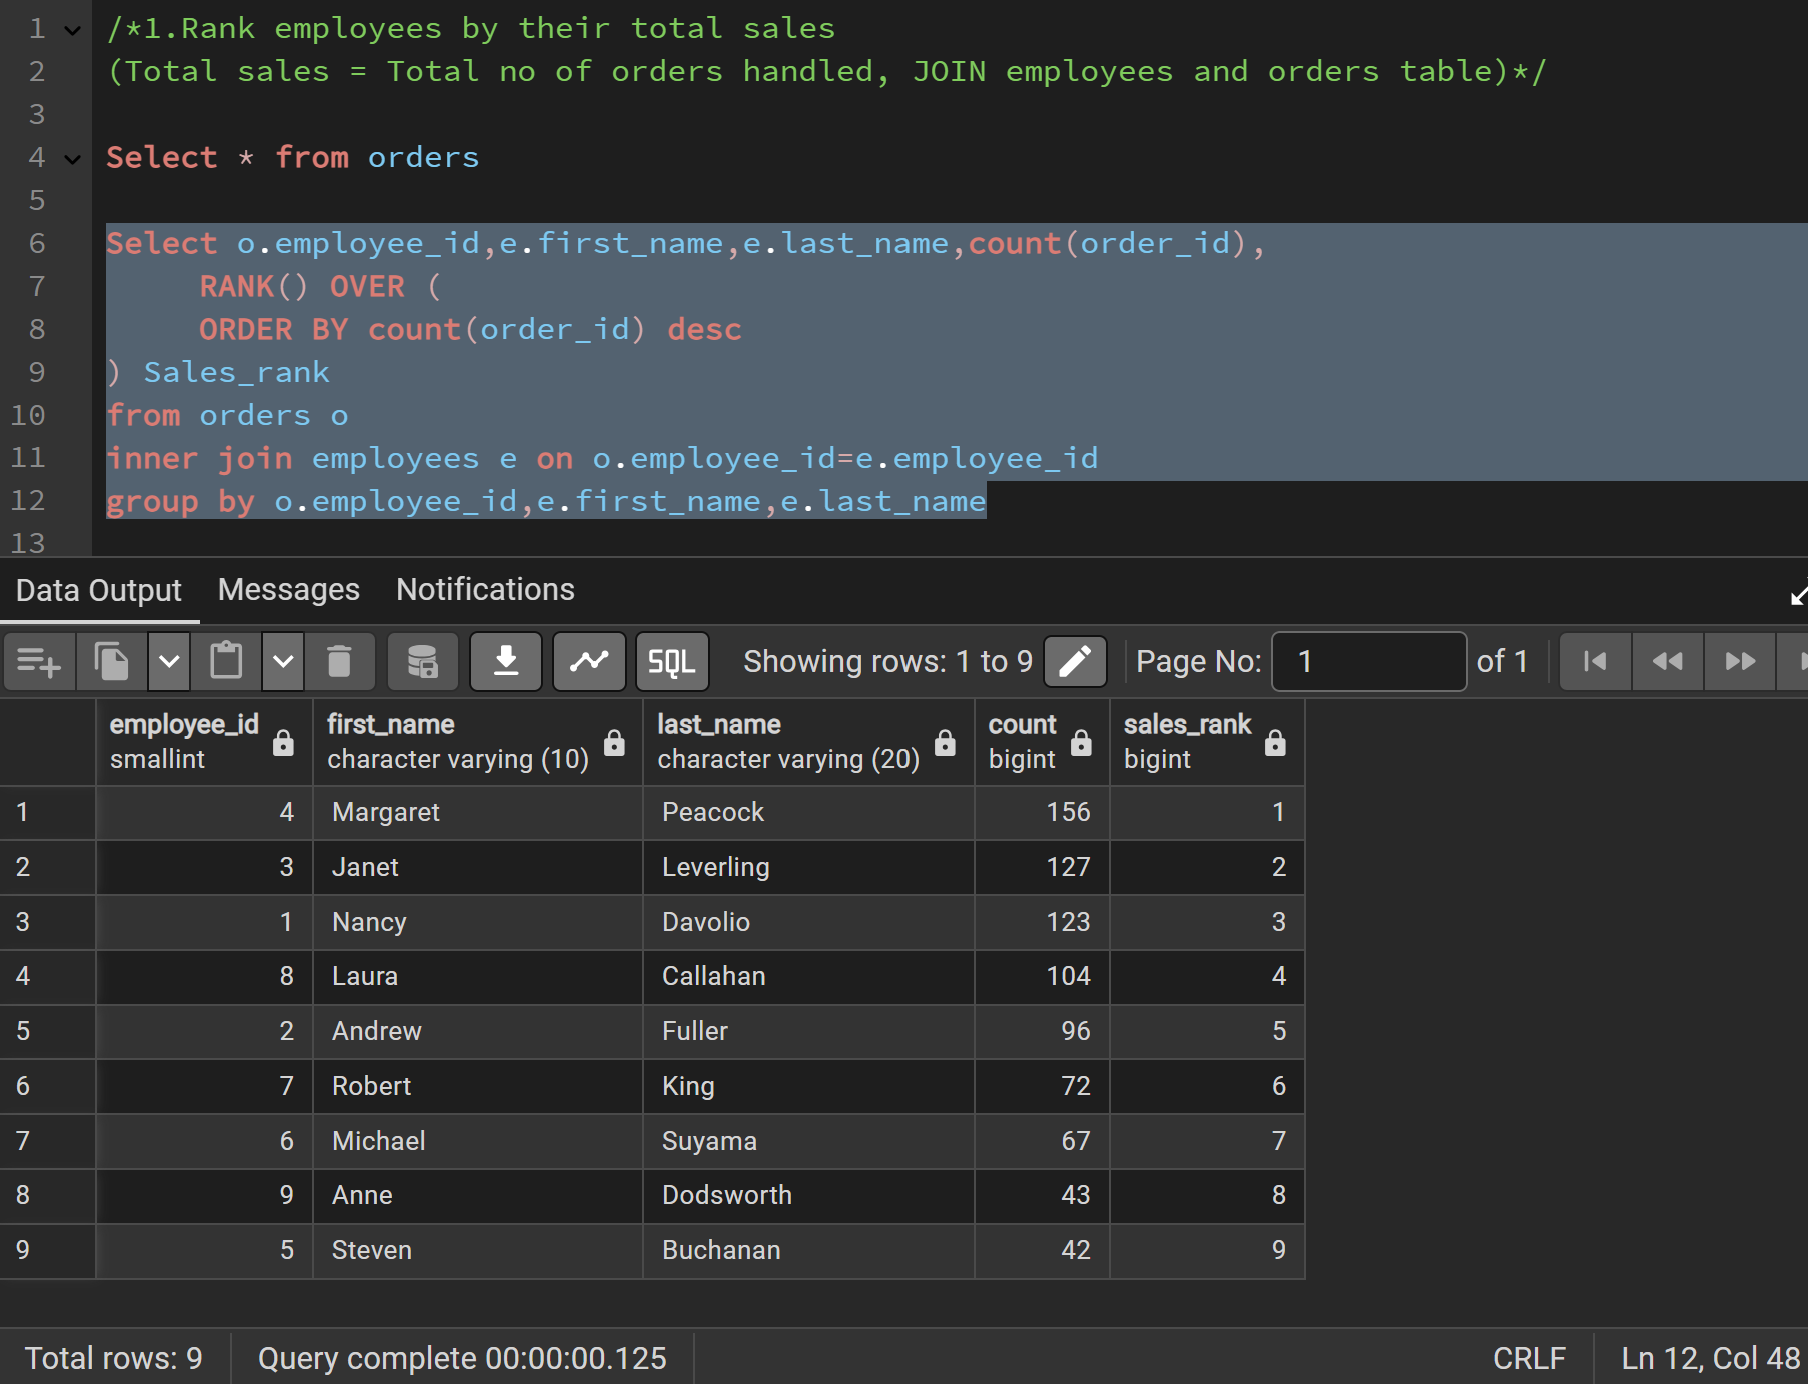 1 /*1.Rank employees by their total sales
2 (Total sales = Total no of orders handled, JOIN employees and orders table)*/
3
4 Select * from orders
5
6 Select o.employee_id,e.first_name,e.last_name,count(order_id),
7 RANK() OVER (
8 ORDER BY count(order_id) desc
9 ) Sales_rank
10 from orders o
11 inner join employees e on o.employee_id=e.employee_id
12 group by o.employee_id,e.first_name,e.last_name
13
Data Output Messages Notifications
SQL Showing rows: 1 to 9 Page No: 1 of 1
employee_id first_name last_name count sales_rank
smallint character varying (10) character varying (20) bigint bigint
1 4 Margaret Peacock 156 1
2 3 Janet Leverling 127 2
3 1 Nancy Davolio 123 3
4 8 Laura Callahan 104 4
5 2 Andrew Fuller 96 5
6 7 Robert King 72 6
7 6 Michael Suyama 67 7
8 9 Anne Dodsworth 43 8
9 5 Steven Buchanan 42 9
Total rows: 9 Query complete 00:00:00.125 CRLF Ln 12, Col 48